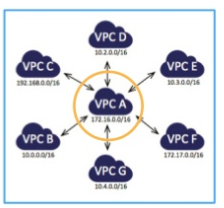 VPC D
10.2.0.0/16
VPC C
192.168.0.0/16
VPC E
10.3.0.0/16
VPC A
172.16.0.0/16
VPC B
10.0.0.0/16
VPC F
172.17.0.0/16
VPC G
10.4.0.0/16